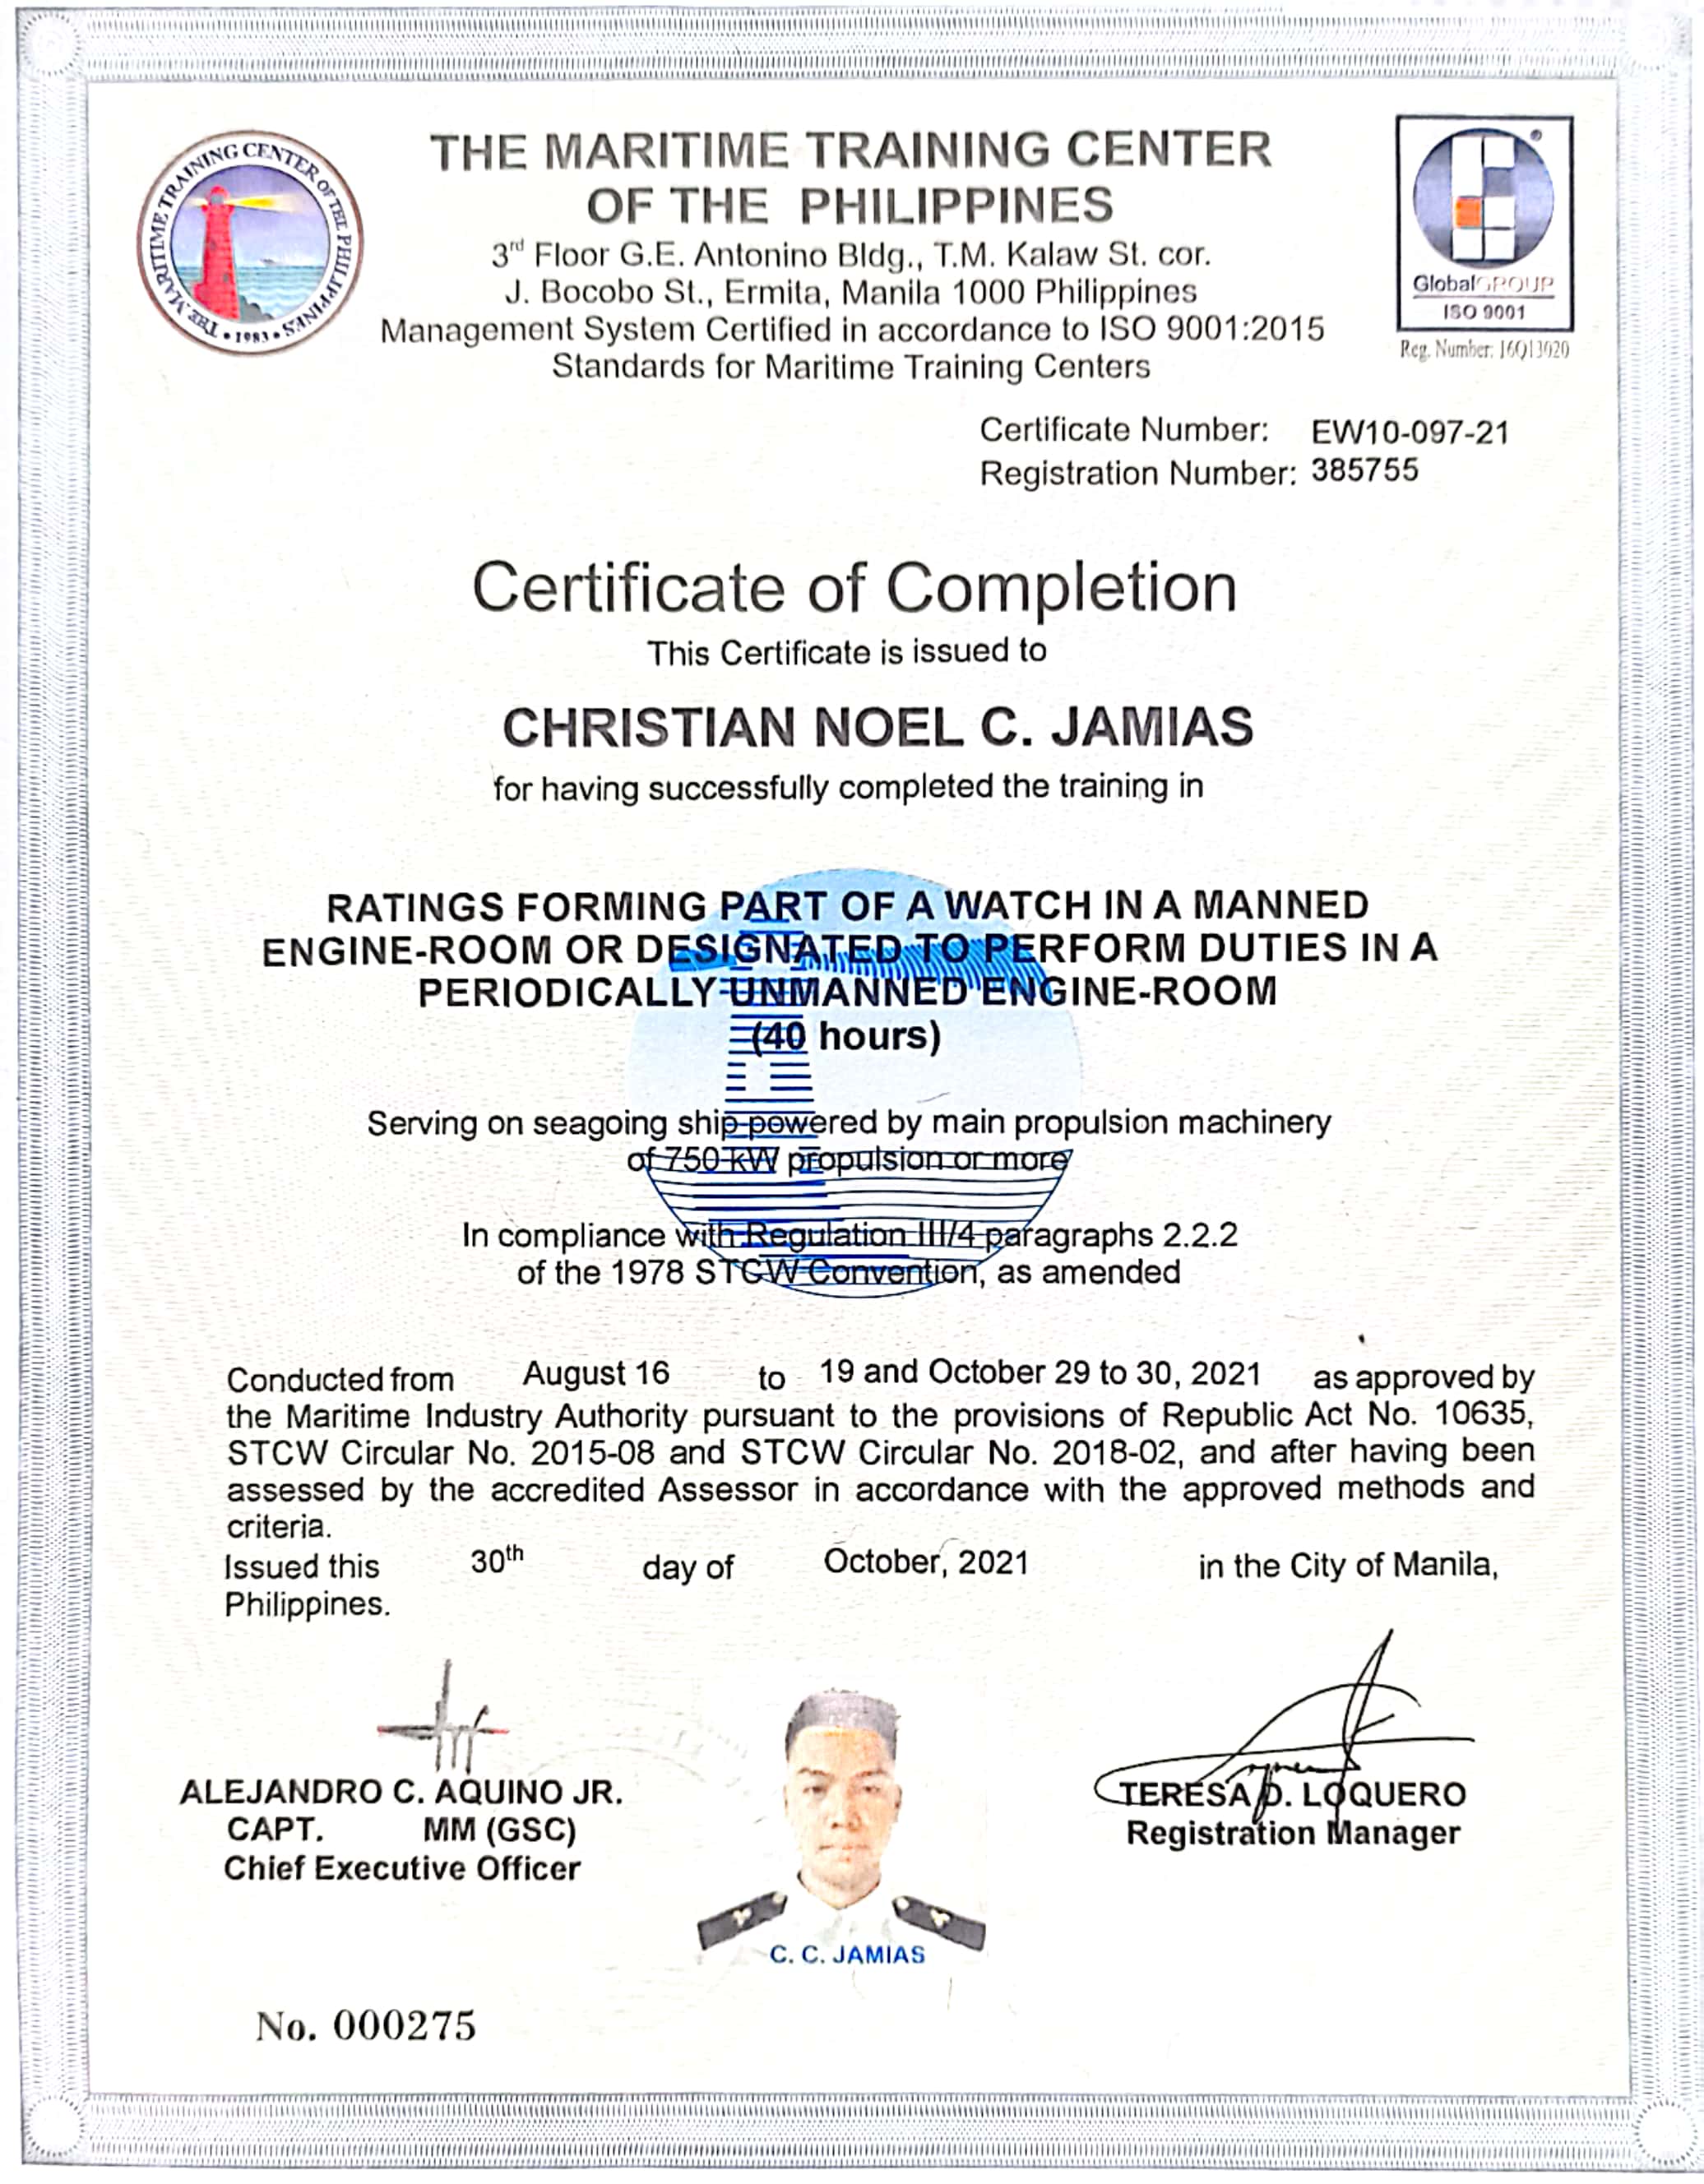 THE MARITIME TRAINING CENTER OF THE PHILIPPINES
• 1983 •
THE MARITIME TRAINING CENTER
OF THE PHILIPPINES
3rd Floor G.E. Antonino Bldg., T.M. Kalaw St. cor.
J. Bocobo St., Ermita, Manila 1000 Philippines
Management System Certified in accordance to ISO 9001:2015
Standards for Maritime Training Centers
®
GlobalGROUP
ISO 9001
Reg. Number: 16Q13020
Certificate Number: EW10-097-21
Registration Number: 385755
Certificate of Completion
This Certificate is issued to
CHRISTIAN NOEL C. JAMIAS
for having successfully completed the training in
RATINGS FORMING PART OF A WATCH IN A MANNED
ENGINE-ROOM OR DESIGNATED TO PERFORM DUTIES IN A
PERIODICALLY UNMANNED ENGINE-ROOM
(40 hours)
Serving on seagoing ship powered by main propulsion machinery
of 750 kW propulsion or more
In compliance with Regulation III/4 paragraphs 2.2.2
of the 1978 STCW Convention, as amended
Conducted from August 16 to 19 and October 29 to 30, 2021 as approved by
the Maritime Industry Authority pursuant to the provisions of Republic Act No. 10635,
STCW Circular No. 2015-08 and STCW Circular No. 2018-02, and after having been
assessed by the accredited Assessor in accordance with the approved methods and
criteria.
Issued this 30th day of October, 2021 in the City of Manila,
Philippines.
ALEJANDRO C. AQUINO JR.
CAPT. MM (GSC)
Chief Executive Officer
TERESA D. LOQUERO
Registration Manager
C. C. JAMIAS
No. 000275